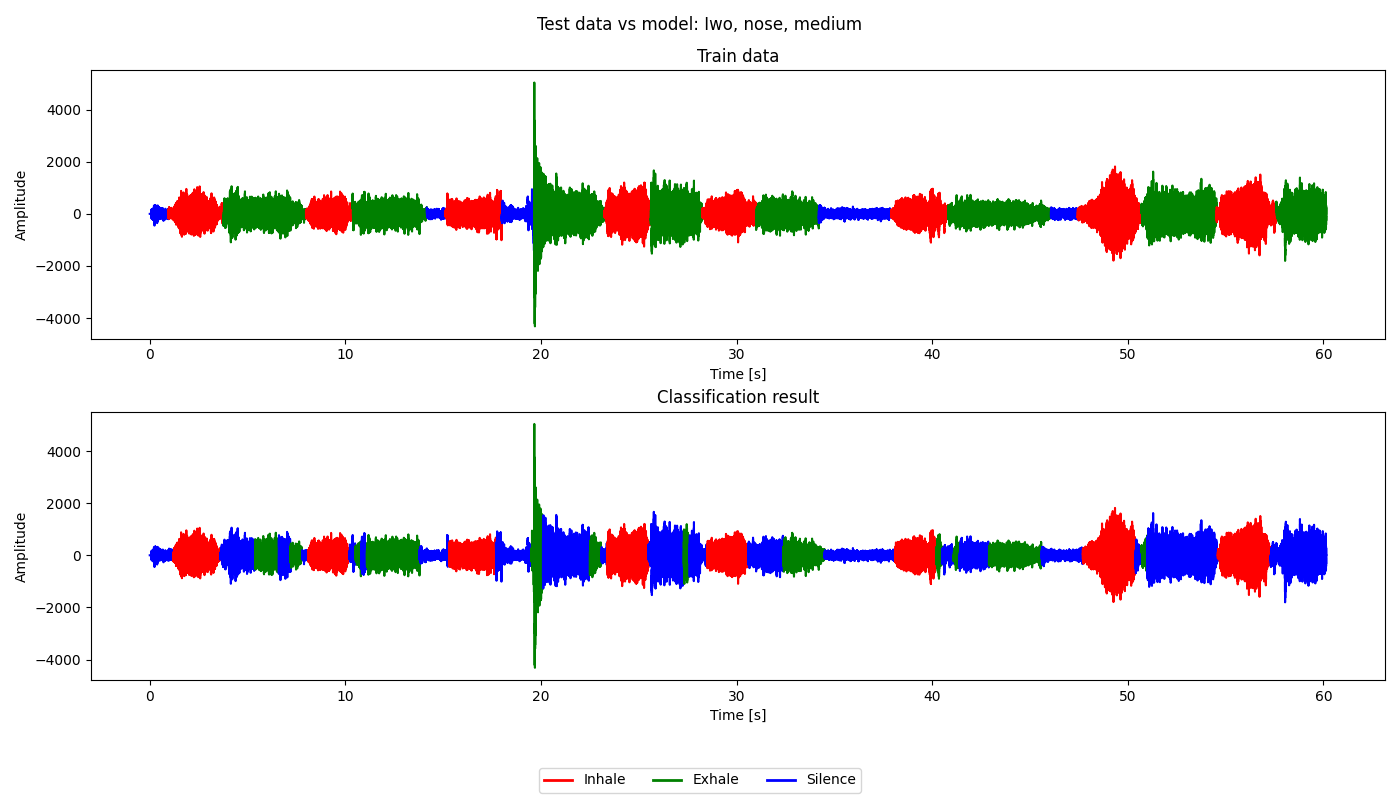 Test data vs model: Iwo, nose, medium
Train data
Amplitude
4000
2000
0
−2000
−4000
0 10 20 30 40 50 60
Time [s]
Classification result
Amplitude
4000
2000
0
−2000
−4000
0 10 20 30 40 50 60
Time [s]
Inhale Exhale Silence